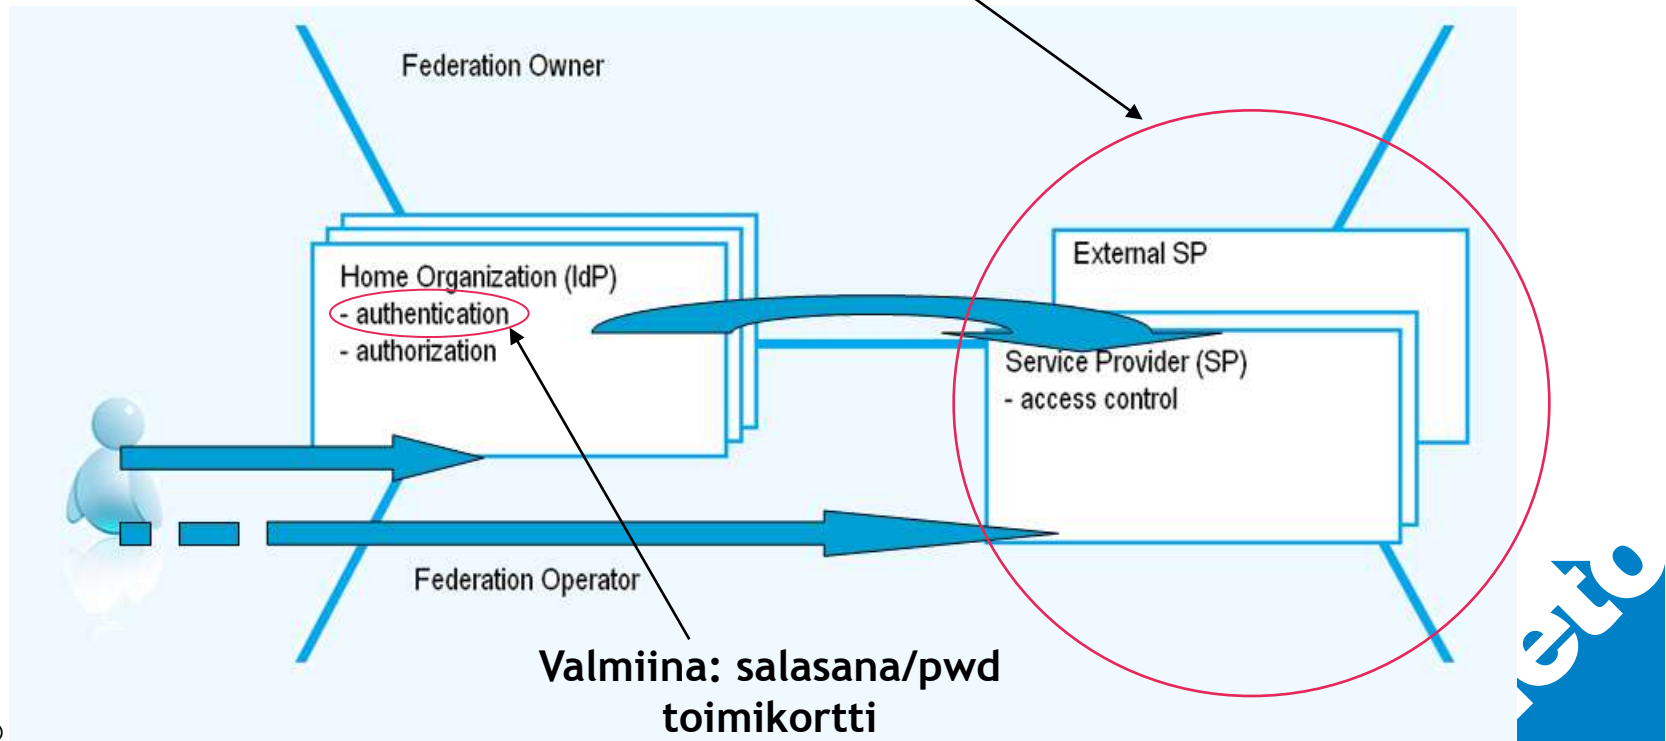 Federation Owner
Home Organization (IdP)
- authentication
- authorization
External SP
Service Provider (SP)
- access control
Federation Operator
Valmiina: salasana/pwd
toimikortti